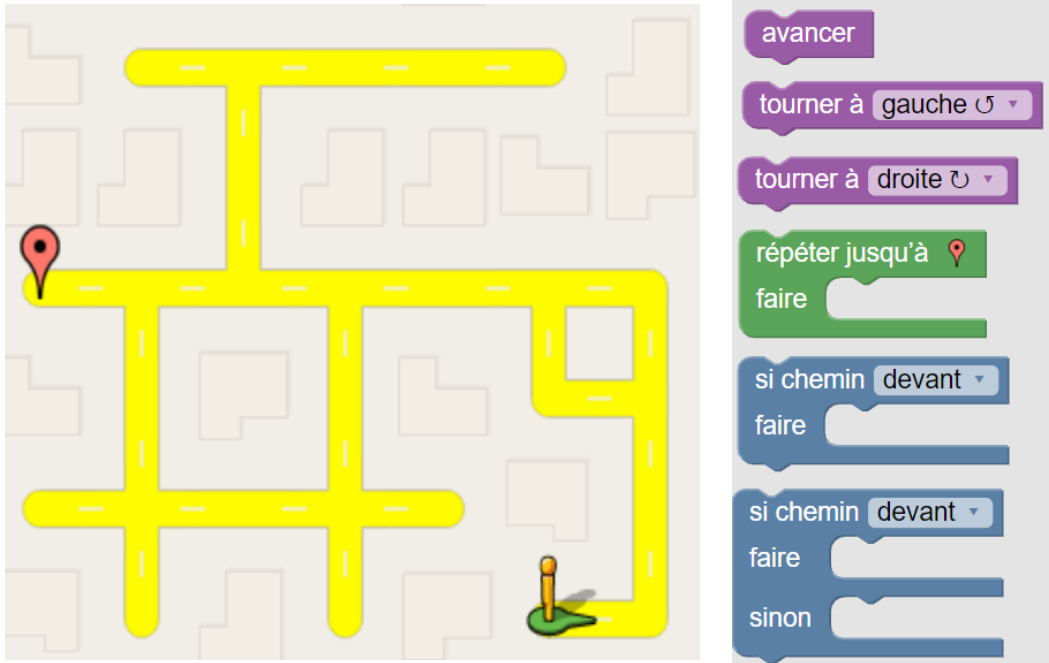 avancer
tourner à gauche ↺ ▾
tourner à droite ↻ ▾
répéter jusqu’à
faire
si chemin devant ▾
faire
si chemin devant ▾
faire
sinon